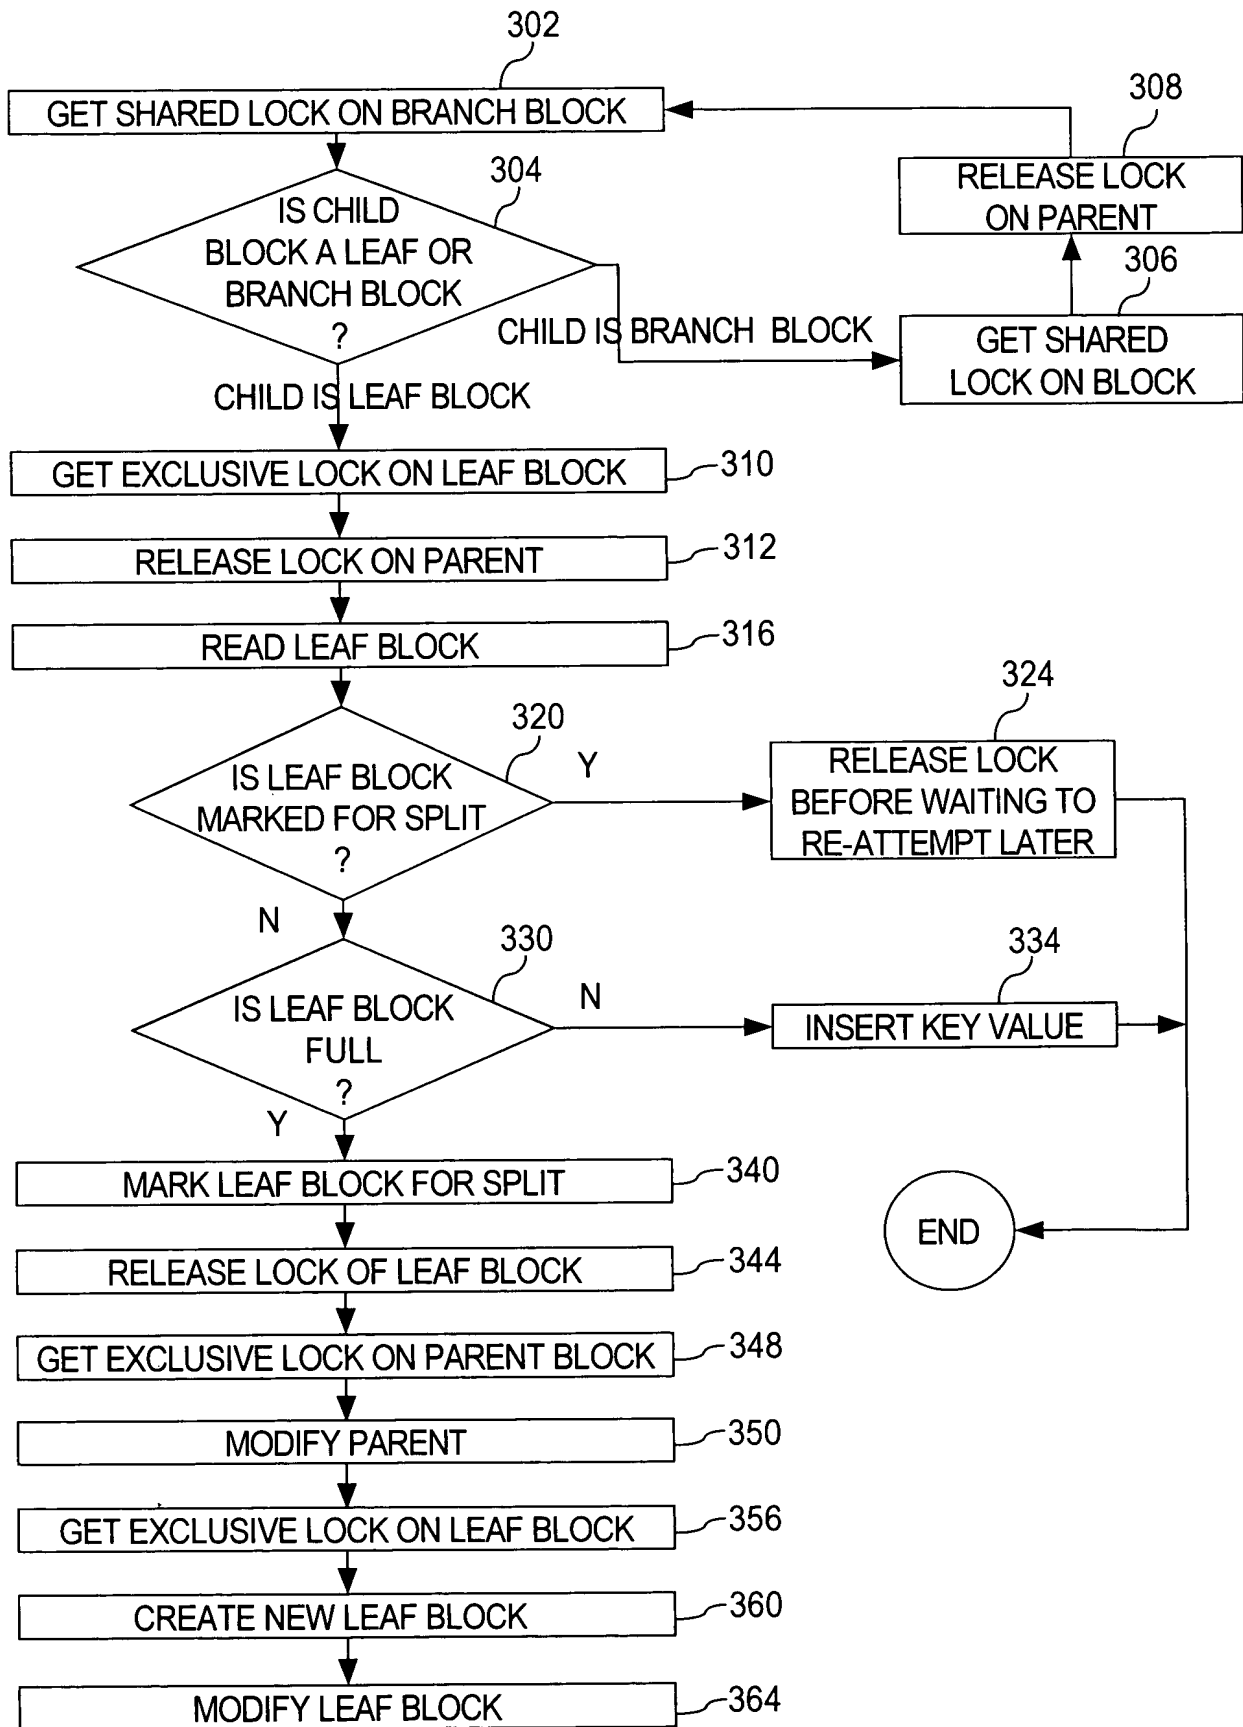 302
GET SHARED LOCK ON BRANCH BLOCK
308
RELEASE LOCK
ON PARENT
304
IS CHILD
BLOCK A LEAF OR
BRANCH BLOCK
?
306
CHILD IS BRANCH BLOCK
GET SHARED
LOCK ON BLOCK
CHILD IS LEAF BLOCK
GET EXCLUSIVE LOCK ON LEAF BLOCK
310
RELEASE LOCK ON PARENT
312
READ LEAF BLOCK
316
320
IS LEAF BLOCK
MARKED FOR SPLIT
?
Y
324
RELEASE LOCK
BEFORE WAITING TO
RE-ATTEMPT LATER
N
330
IS LEAF BLOCK
FULL
?
N
334
INSERT KEY VALUE
Y
MARK LEAF BLOCK FOR SPLIT
340
END
RELEASE LOCK OF LEAF BLOCK
344
GET EXCLUSIVE LOCK ON PARENT BLOCK
348
MODIFY PARENT
350
GET EXCLUSIVE LOCK ON LEAF BLOCK
356
CREATE NEW LEAF BLOCK
360
MODIFY LEAF BLOCK
364